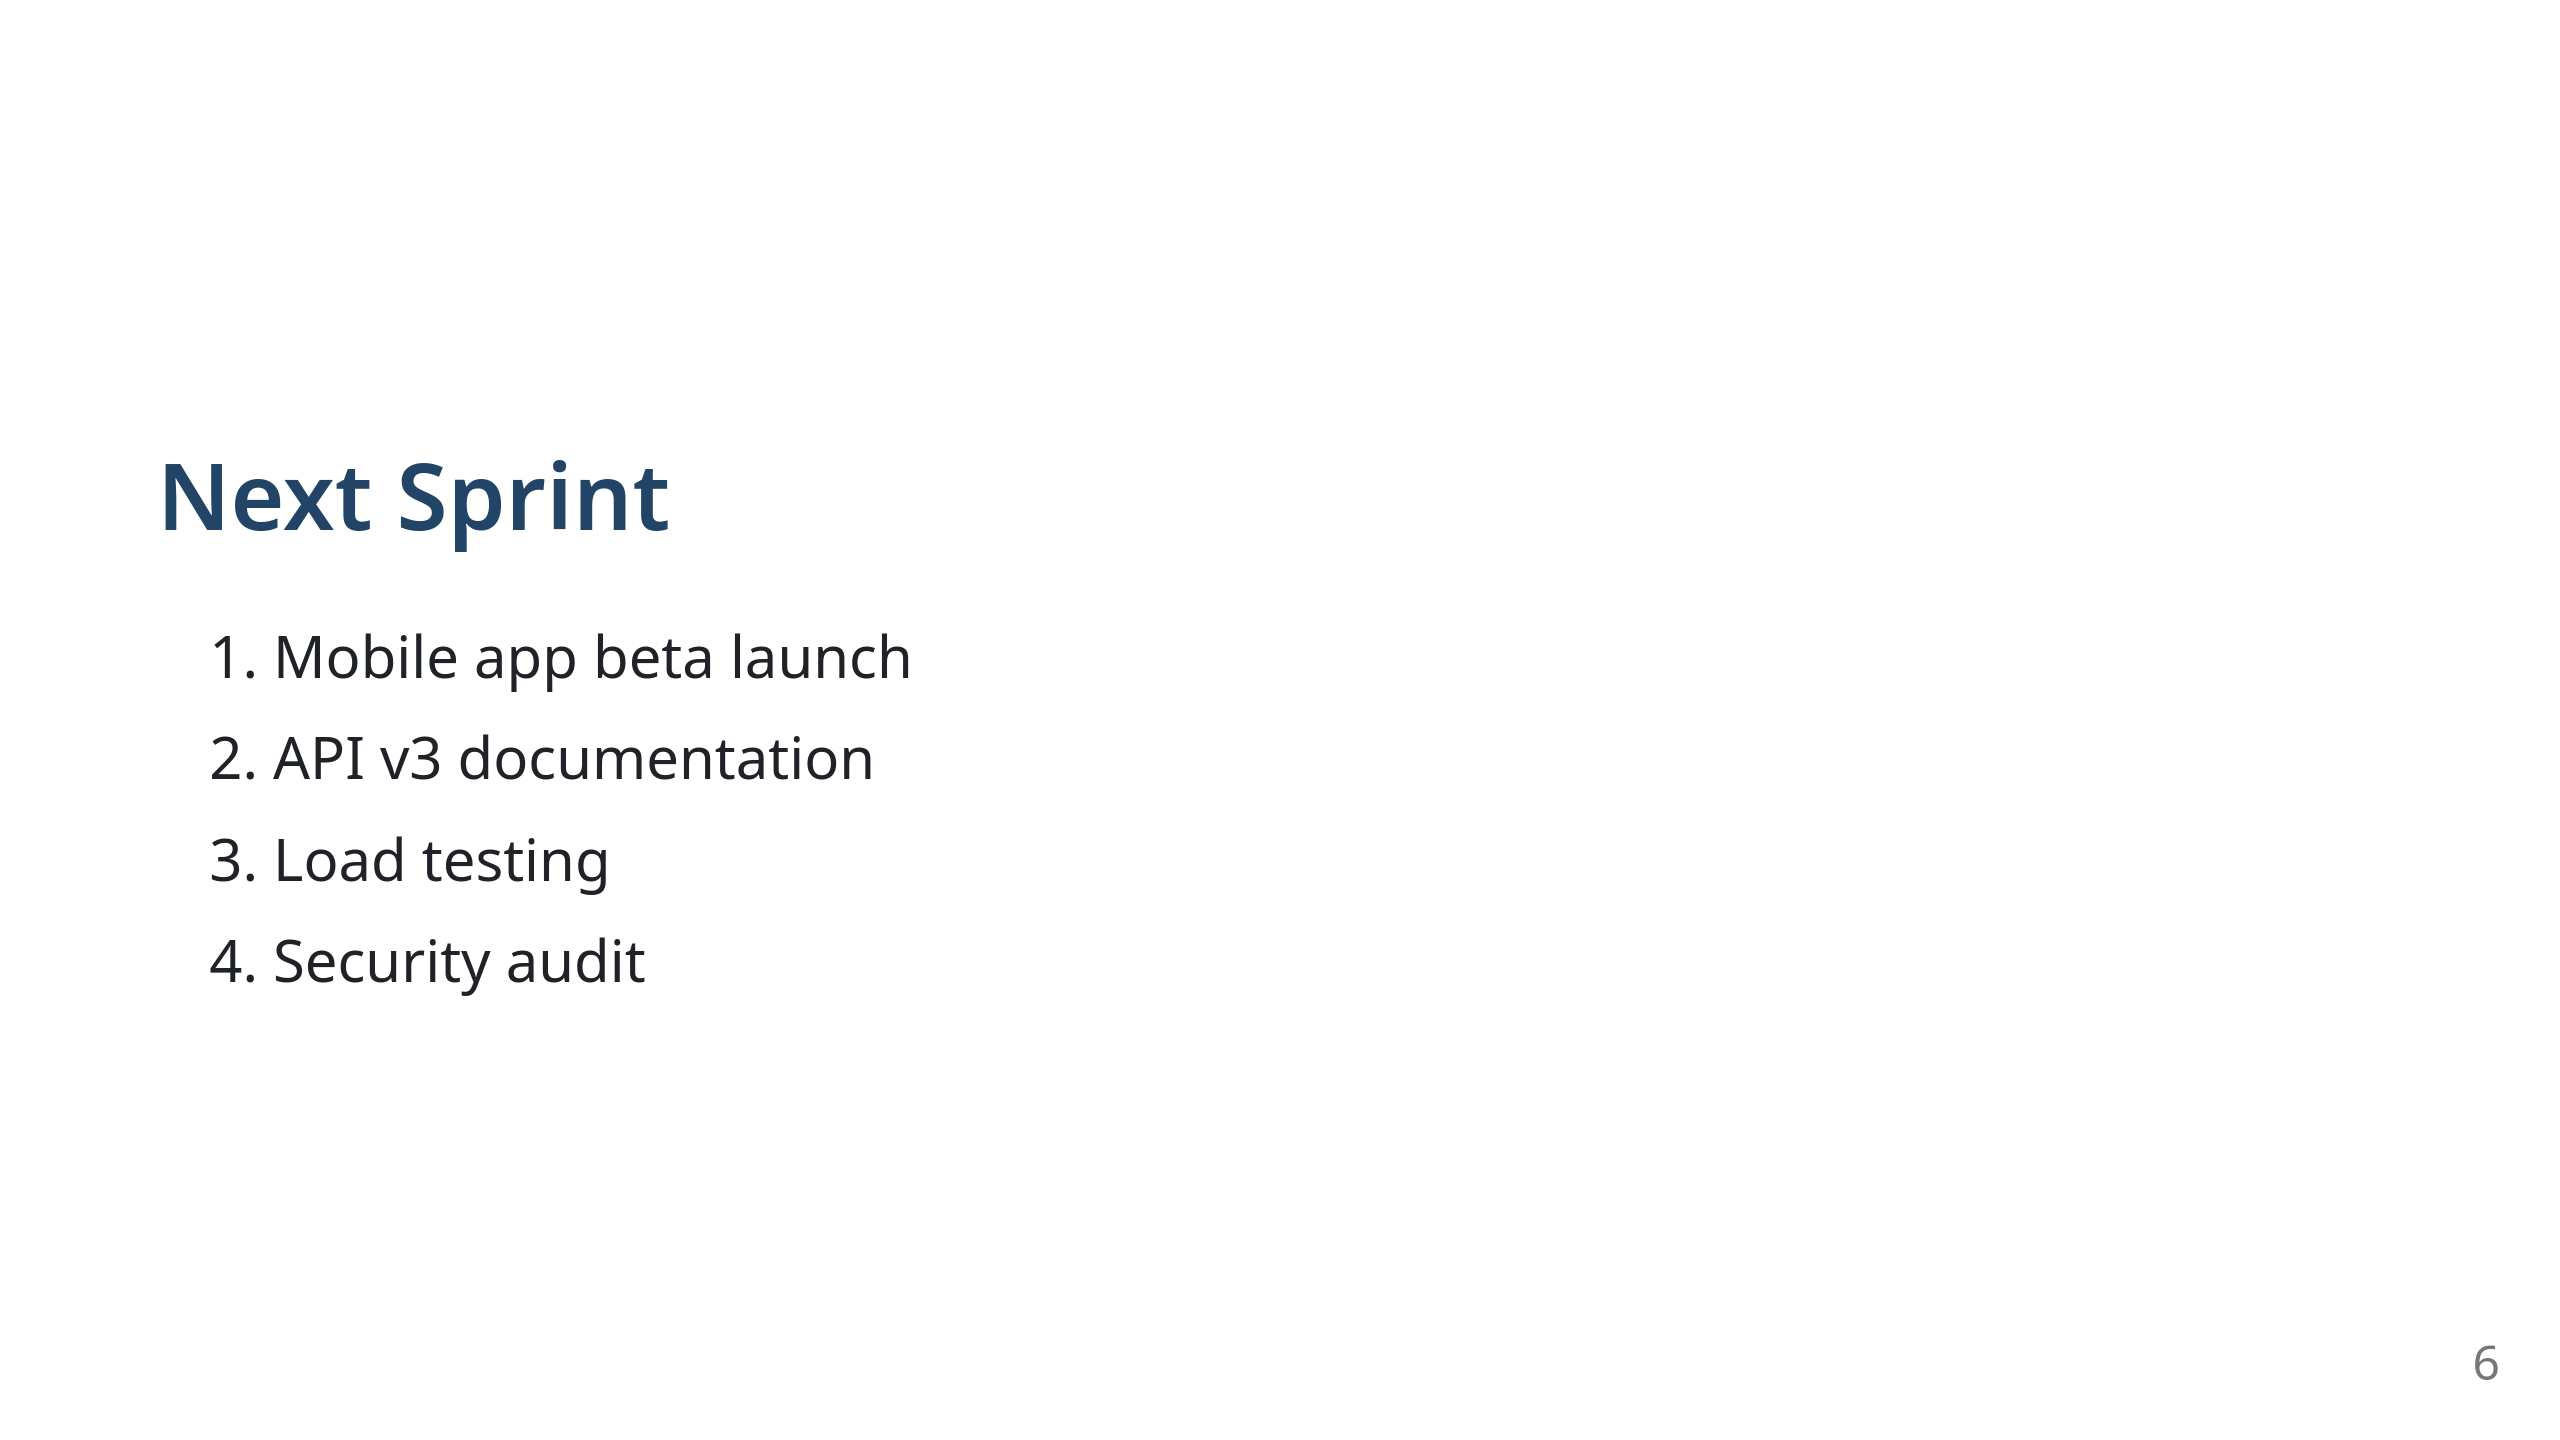 Next Sprint
1. Mobile app beta launch
2. API v3 documentation
3. Load testing
4. Security audit
6